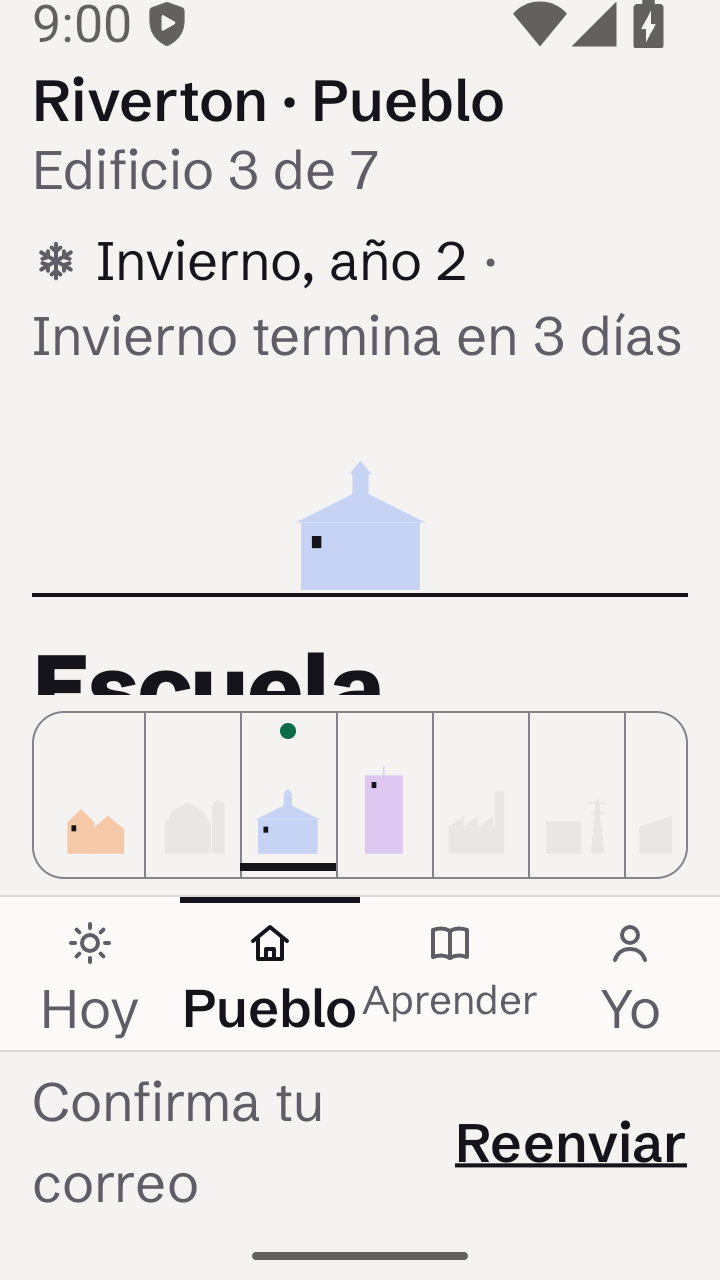 9:00
Riverton · Pueblo
Edificio 3 de 7
Invierno, año 2 ·
Invierno termina en 3 días
Escuela
Hoy
Pueblo
Aprender
Yo
Confirma tu
correo
Reenviar